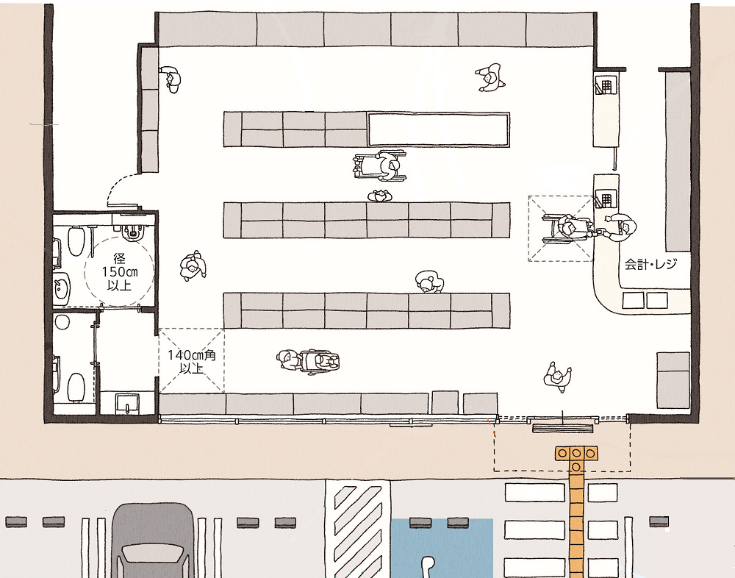 径
150㎝
以上
会計・レジ
140㎝角
以上